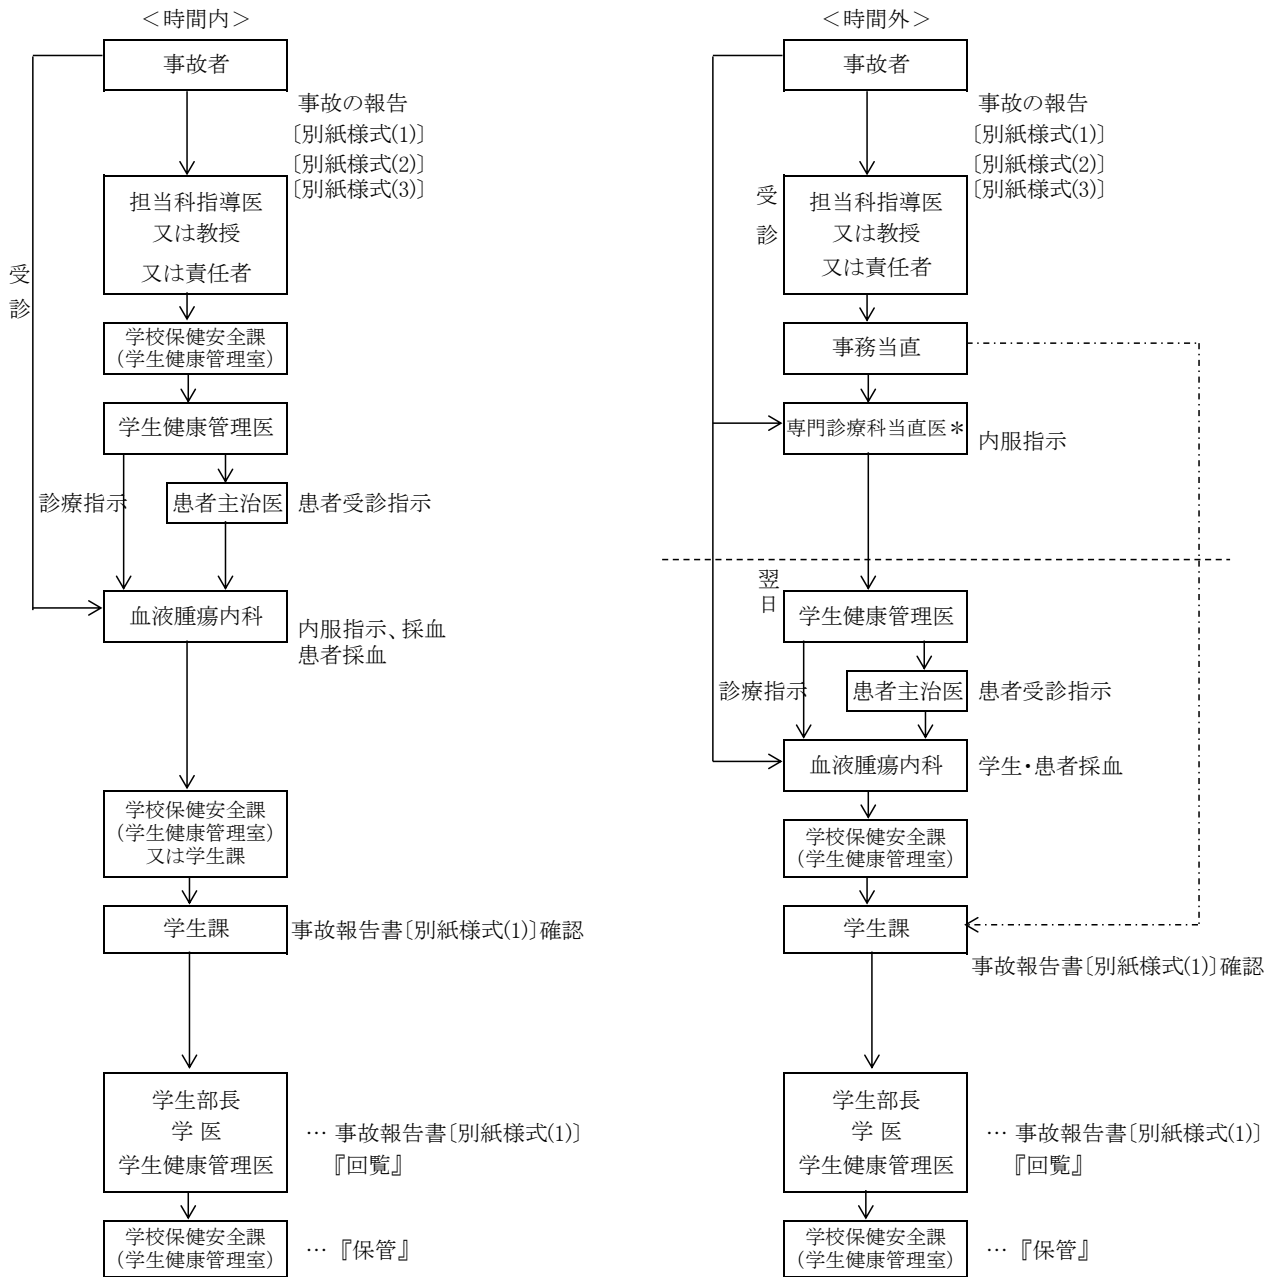 ＜時間内＞
事故者
事故の報告
〔別紙様式(1)〕
〔別紙様式(2)〕
〔別紙様式(3)〕
担当科指導医
又は教授
又は責任者
受
診
学校保健安全課
（学生健康管理室）
学生健康管理医
診療指示
患者主治医
患者受診指示
血液腫瘍内科
内服指示、採血
患者採血
学校保健安全課
（学生健康管理室）
又は学生課
学生課
事故報告書〔別紙様式(1)〕確認
学生部長
学 医
学生健康管理医
… 事故報告書〔別紙様式(1)〕
『回覧』
学校保健安全課
（学生健康管理室）
… 『保管』
＜時間外＞
事故者
事故の報告
〔別紙様式(1)〕
〔別紙様式(2)〕
〔別紙様式(3)〕
受
診
担当科指導医
又は教授
又は責任者
事務当直
専門診療科当直医＊
内服指示
翌
日
学生健康管理医
診療指示
患者主治医
患者受診指示
血液腫瘍内科
学生・患者採血
学校保健安全課
（学生健康管理室）
学生課
事故報告書〔別紙様式(1)〕確認
学生部長
学 医
学生健康管理医
… 事故報告書〔別紙様式(1)〕
『回覧』
学校保健安全課
（学生健康管理室）
… 『保管』